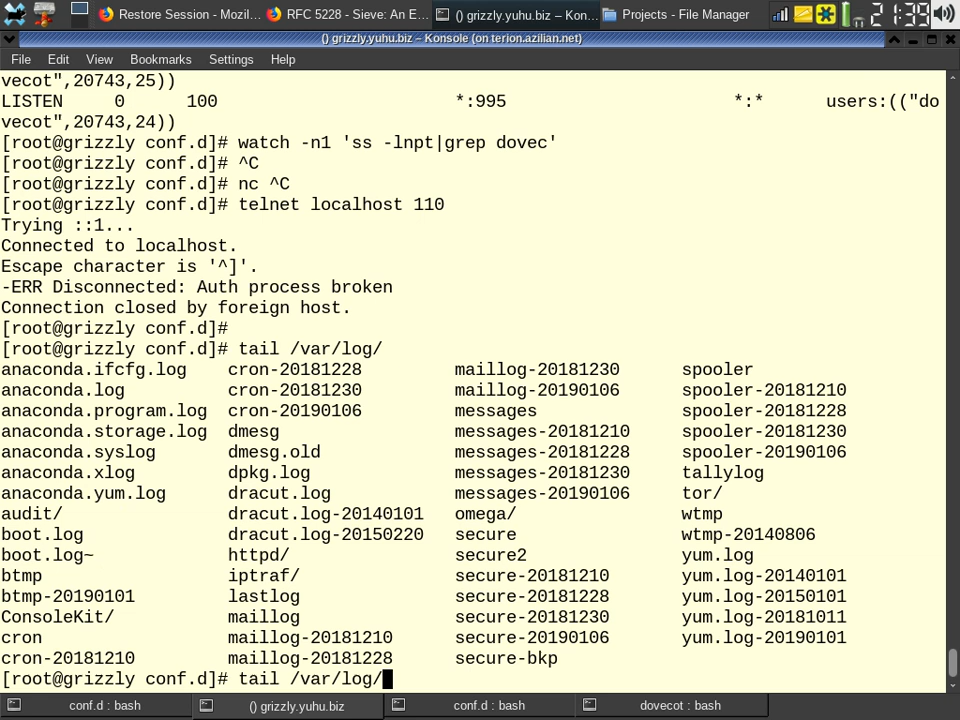 Restore Session - Mozil...
RFC 5228 - Sieve: An E...
() grizzly.yuhu.biz – Kon...
Projects - File Manager
21:39
() grizzly.yuhu.biz – Konsole (on terion.azilian.net)
File Edit View Bookmarks Settings Help
vecot",20743,25))
LISTEN 0 100 *:995 *:* users:(("do
vecot",20743,24))
[root@grizzly conf.d]# watch -n1 'ss -lnpt|grep dovec'
[root@grizzly conf.d]# ^C
[root@grizzly conf.d]# nc ^C
[root@grizzly conf.d]# telnet localhost 110
Trying ::1...
Connected to localhost.
Escape character is '^]'.
-ERR Disconnected: Auth process broken
Connection closed by foreign host.
[root@grizzly conf.d]#
[root@grizzly conf.d]# tail /var/log/
anaconda.ifcfg.log cron-20181228 maillog-20181230 spooler
anaconda.log cron-20181230 maillog-20190106 spooler-20181210
anaconda.program.log cron-20190106 messages spooler-20181228
anaconda.storage.log dmesg messages-20181210 spooler-20181230
anaconda.syslog dmesg.old messages-20181228 spooler-20190106
anaconda.xlog dpkg.log messages-20181230 tallylog
anaconda.yum.log dracut.log messages-20190106 tor/
audit/ dracut.log-20140101 omega/ wtmp
boot.log dracut.log-20150220 secure wtmp-20140806
boot.log~ httpd/ secure2 yum.log
btmp iptraf/ secure-20181210 yum.log-20140101
btmp-20190101 lastlog secure-20181228 yum.log-20150101
ConsoleKit/ maillog secure-20181230 yum.log-20181011
cron maillog-20181210 secure-20190106 yum.log-20190101
cron-20181210 maillog-20181228 secure-bkp
[root@grizzly conf.d]# tail /var/log/
conf.d : bash
() grizzly.yuhu.biz
conf.d : bash
dovecot : bash